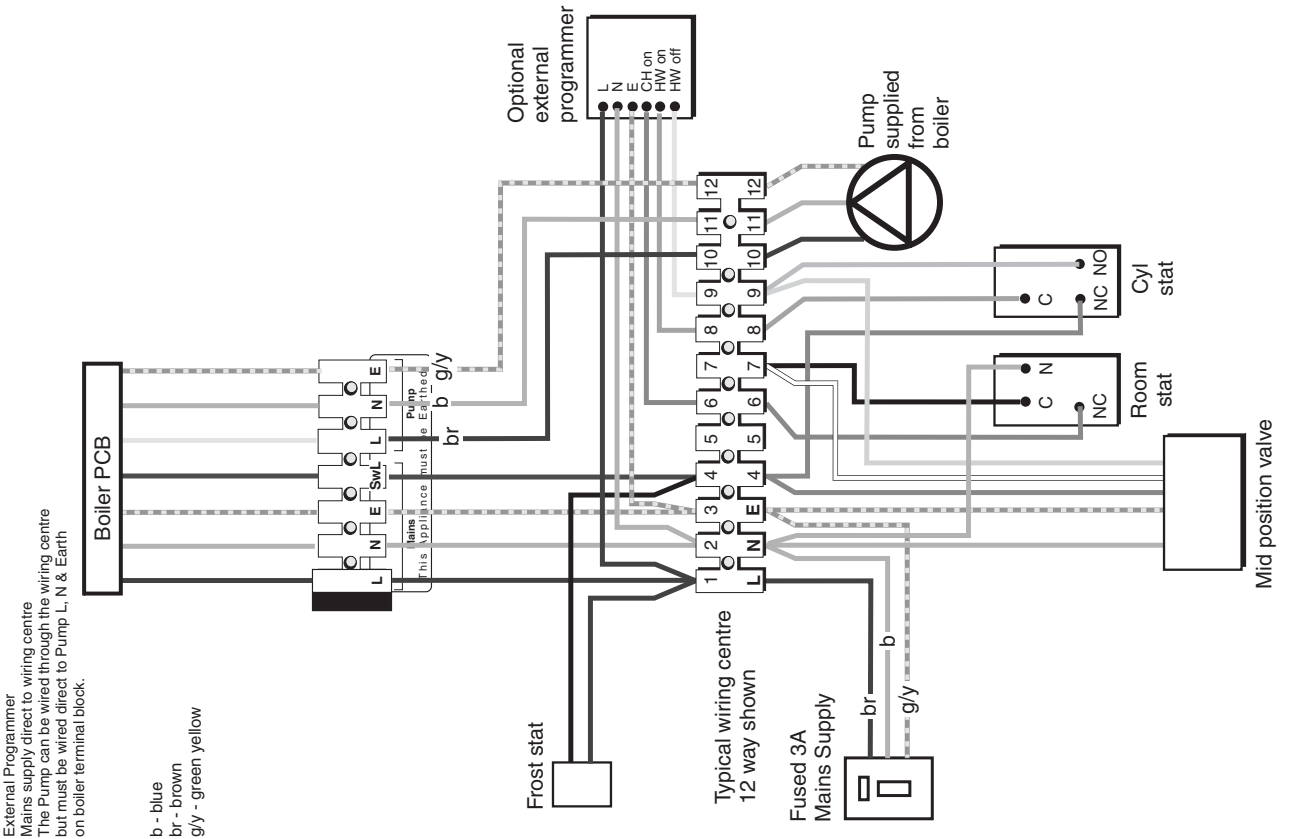 External Programmer
Mains supply direct to wiring centre
The Pump can be wired through the wiring centre
but must be wired direct to Pump L, N & Earth
on boiler terminal block.
b - blue
br - brown
g/y - green yellow
Boiler PCB
L
N
E
SwL
L
N
E
Mains
Pump
This Appliance must be Earthed
br
b
g/y
Optional
external
programmer
L
N
E
CH on
HW on
HW off
Frost stat
1
2
3
4
5
6
7
8
9
10
11
12
L
N
E
4
5
6
7
8
9
10
11
12
Typical wiring centre
12 way shown
Pump
supplied
from
boiler
Fused 3A
Mains Supply
br
b
g/y
C
N
NC
Room
stat
C
NC
NO
Cyl
stat
Mid position valve